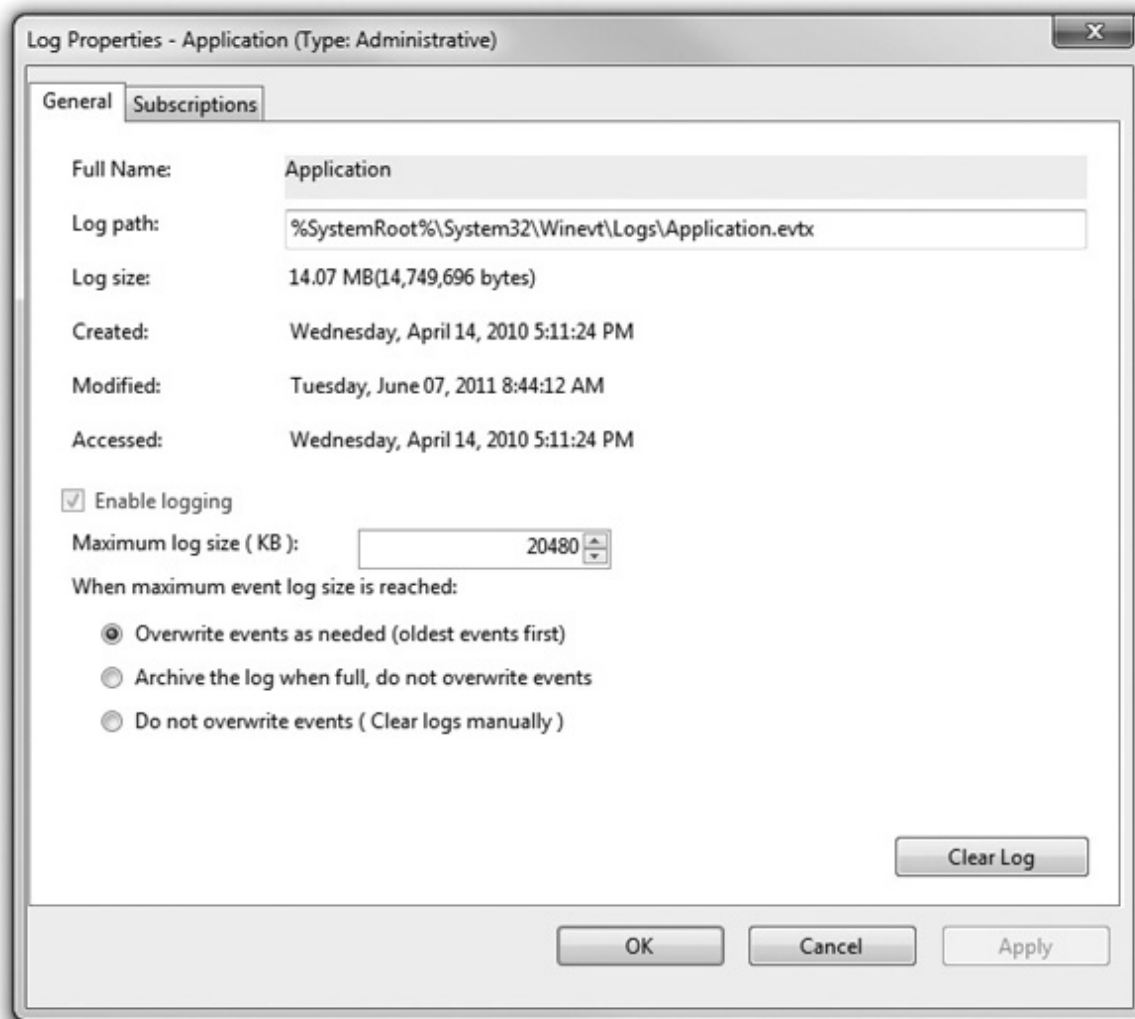 Log Properties - Application (Type: Administrative)
General Subscriptions
Full Name: Application
Log path: %SystemRoot%\System32\Winevt\Logs\Application.evtx
Log size: 14.07 MB(14,749,696 bytes)
Created: Wednesday, April 14, 2010 5:11:24 PM
Modified: Tuesday, June 07, 2011 8:44:12 AM
Accessed: Wednesday, April 14, 2010 5:11:24 PM
Enable logging
Maximum log size ( KB ): 20480
When maximum event log size is reached:
Overwrite events as needed (oldest events first)
Archive the log when full, do not overwrite events
Do not overwrite events ( Clear logs manually )
Clear Log
OK Cancel Apply